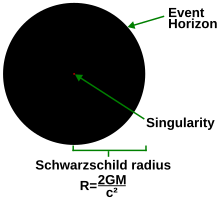 Event
Horizon
Singularity
Schwarzschild radius
R=2GM
c²